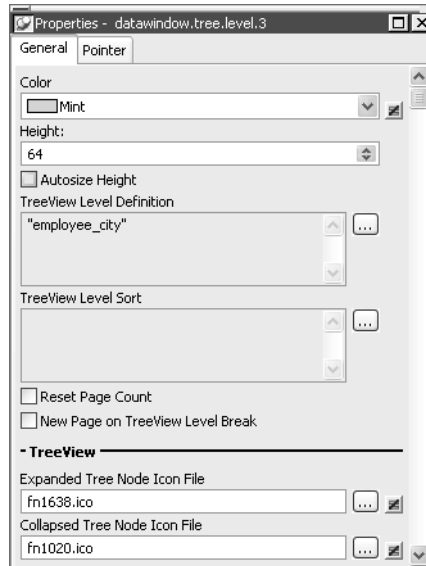 Properties - datawindow.tree.level.3
General Pointer
Color
Mint
Height:
64
Autosize Height
TreeView Level Definition
"employee_city"
...
TreeView Level Sort
...
Reset Page Count
New Page on TreeView Level Break
- TreeView
Expanded Tree Node Icon File
fn1638.ico ...
Collapsed Tree Node Icon File
fn1020.ico ...